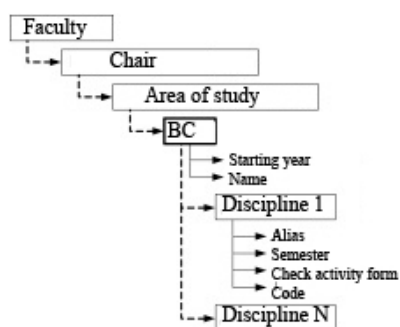 Faculty
Chair
Area of study
BC
Starting year
Name
Discipline 1
Alias
Semester
Check activity form
Code
Discipline N